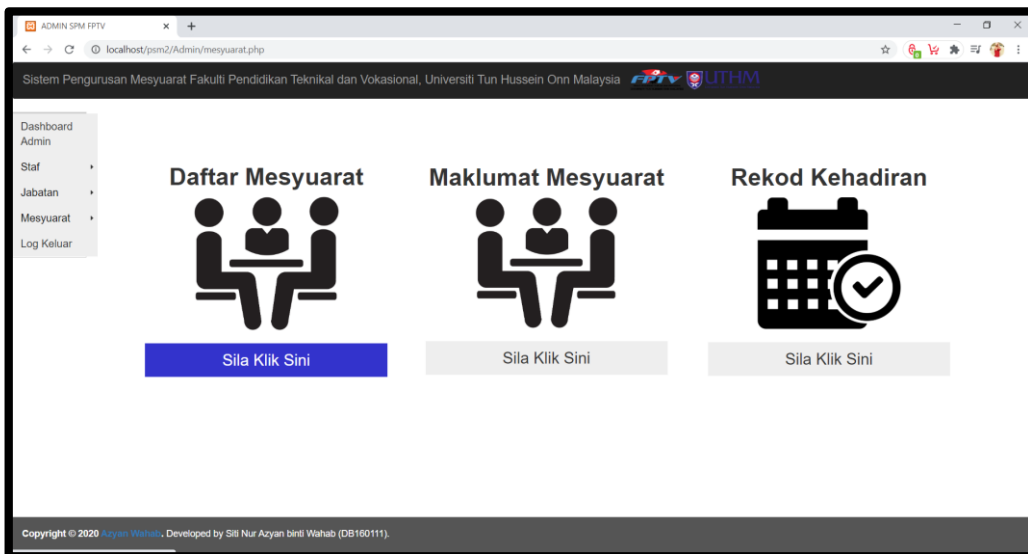 ADMIN SPM FPTV
localhost/psm2/Admin/mesyuarat.php
Sistem Pengurusan Mesyuarat Fakulti Pendidikan Teknikal dan Vokasional, Universiti Tun Hussein Onn Malaysia FPTV UTHM
Dashboard
Admin
Staf
Jabatan
Mesyuarat
Log Keluar
Daftar Mesyuarat
Sila Klik Sini
Maklumat Mesyuarat
Sila Klik Sini
Rekod Kehadiran
Sila Klik Sini
Copyright © 2020 Azyan Wahab. Developed by Siti Nur Azyan binti Wahab (DB160111).